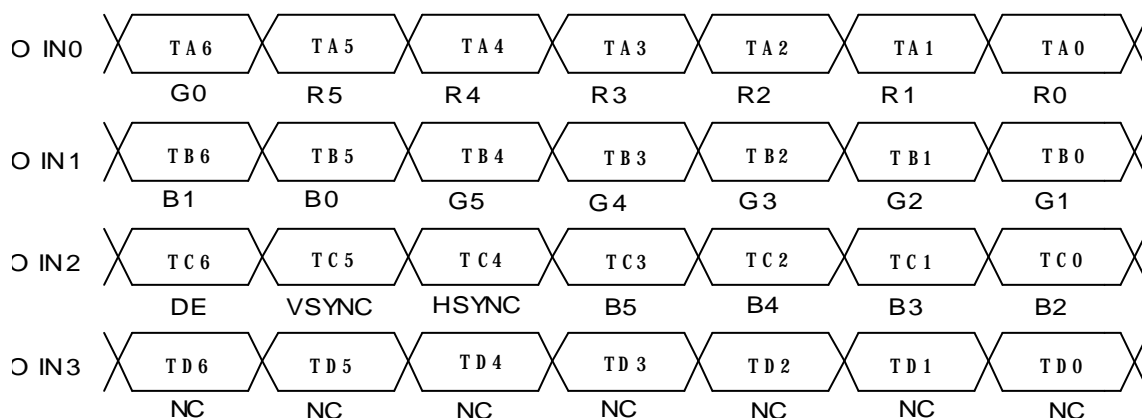 O IN0 TA6 TA5 TA4 TA3 TA2 TA1 TA0
G0 R5 R4 R3 R2 R1 R0
O IN1 TB6 TB5 TB4 TB3 TB2 TB1 TB0
B1 B0 G5 G4 G3 G2 G1
O IN2 TC6 TC5 TC4 TC3 TC2 TC1 TC0
DE VSYNC HSYNC B5 B4 B3 B2
O IN3 TD6 TD5 TD4 TD3 TD2 TD1 TD0
NC NC NC NC NC NC NC